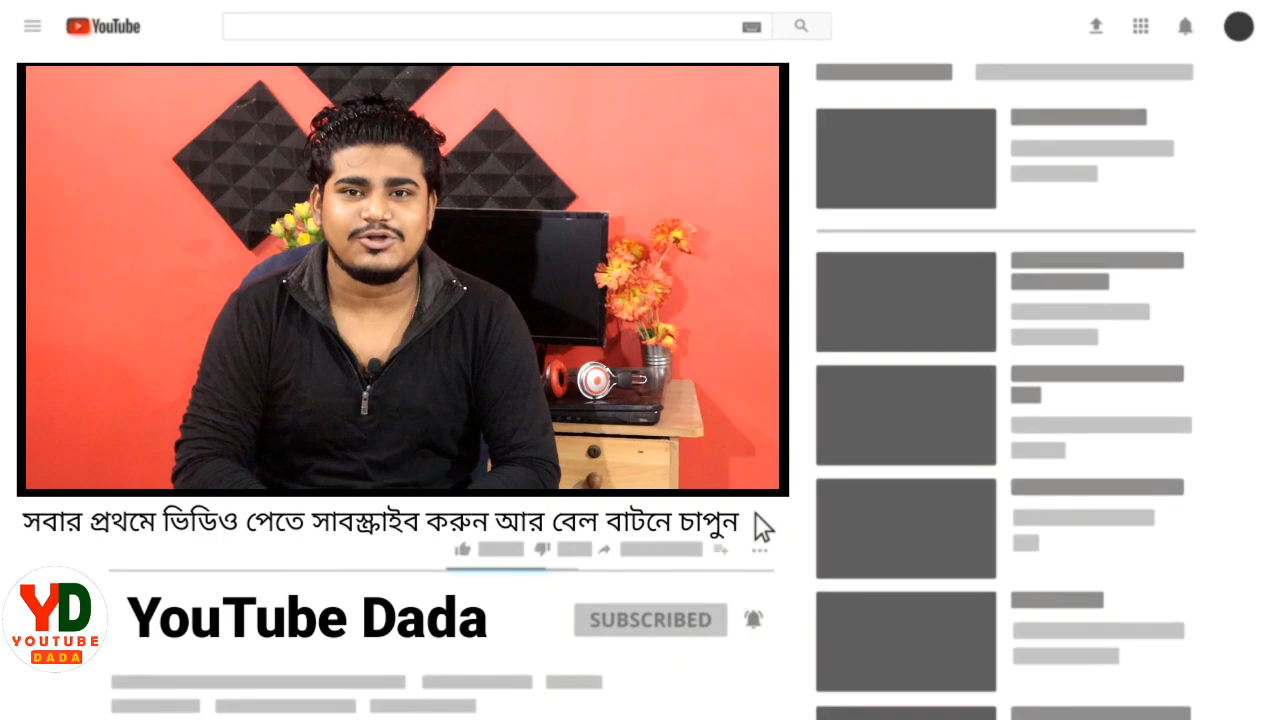 YouTube
সবার প্রথমে ভিডিও পেতে সাবস্ক্রাইব করুন আর বেল বাটনে চাপুন
YD
YOUTUBE
DADA
YouTube Dada
SUBSCRIBED